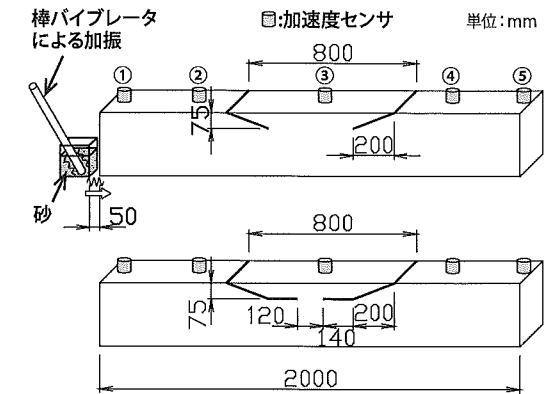 棒バイブレータ
による加振
:加速度センサ
単位：mm
800
① ② ③ ④ ⑤
75
200
砂
50
800
75
120
200
140
2000